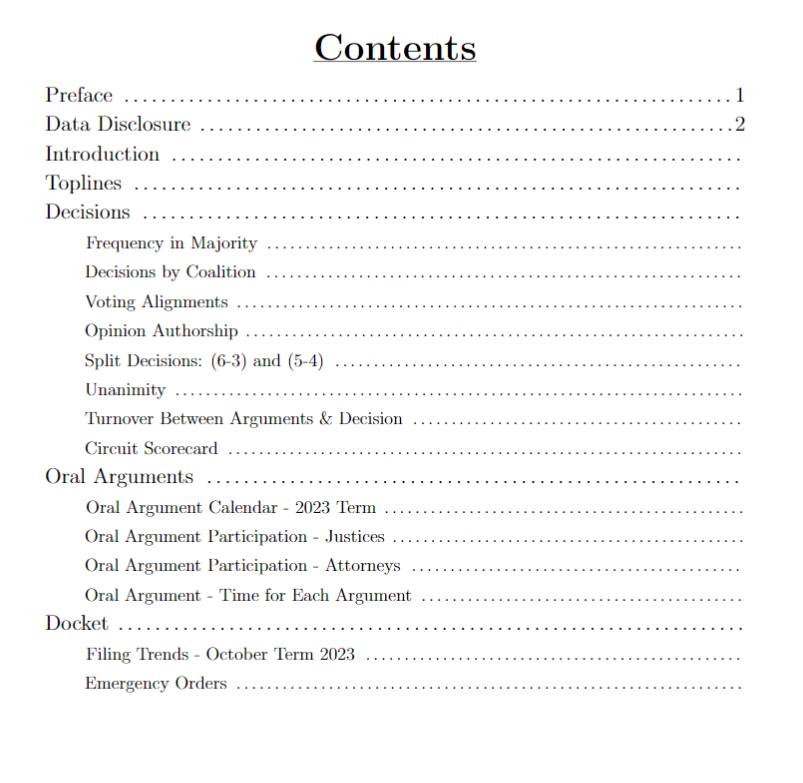 Contents
Preface ........................................................ 1
Data Disclosure ........................................................ 2
Introduction ........................................................
Toplines ........................................................
Decisions ........................................................
Frequency in Majority ........................................................
Decisions by Coalition ........................................................
Voting Alignments ........................................................
Opinion Authorship ........................................................
Split Decisions: (6-3) and (5-4) ........................................................
Unanimity ........................................................
Turnover Between Arguments & Decision ........................................................
Circuit Scorecard ........................................................
Oral Arguments ........................................................
Oral Argument Calendar - 2023 Term ........................................................
Oral Argument Participation - Justices ........................................................
Oral Argument Participation - Attorneys ........................................................
Oral Argument - Time for Each Argument ........................................................
Docket ........................................................
Filing Trends - October Term 2023 ........................................................
Emergency Orders ........................................................